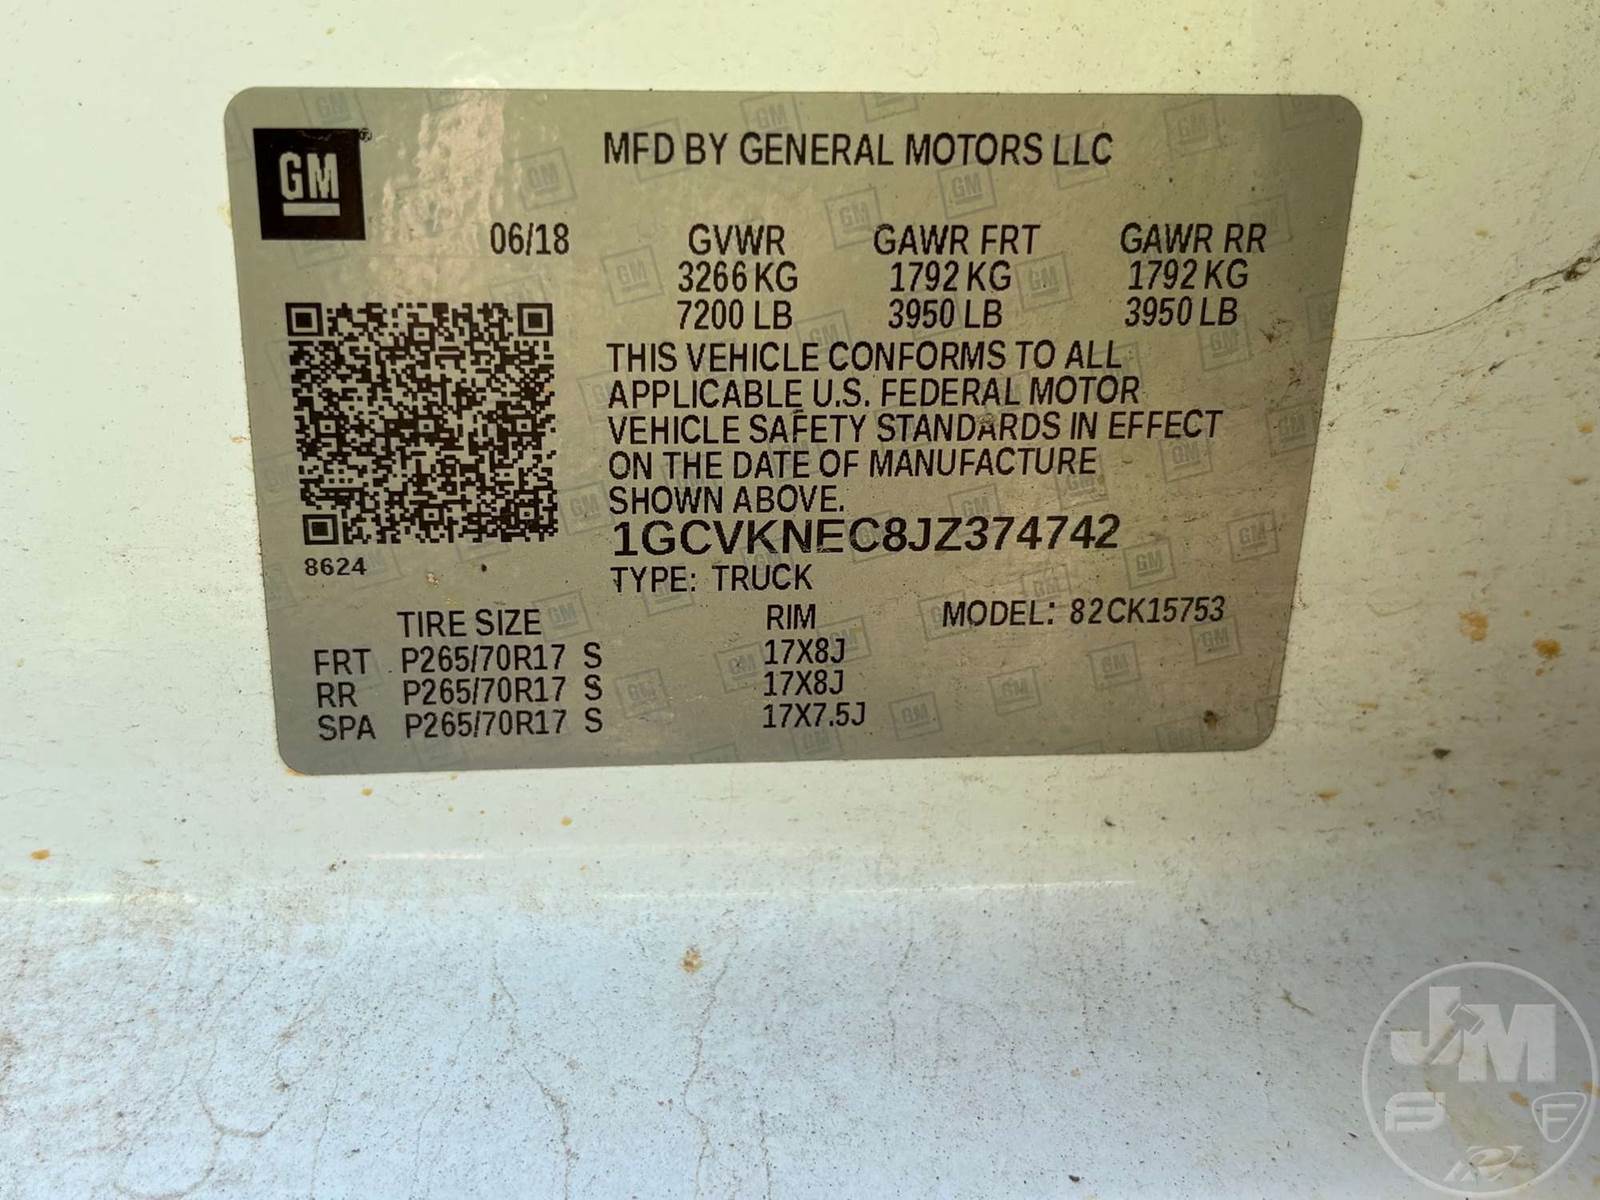 GM
MFD BY GENERAL MOTORS LLC
06/18 GVWR GAWR FRT GAWR RR
3266 KG 1792 KG 1792 KG
7200 LB 3950 LB 3950 LB
THIS VEHICLE CONFORMS TO ALL
APPLICABLE U.S. FEDERAL MOTOR
VEHICLE SAFETY STANDARDS IN EFFECT
ON THE DATE OF MANUFACTURE
SHOWN ABOVE.
1GCVKNEC8JZ374742
8624
TYPE: TRUCK
TIRE SIZE RIM MODEL: 82CK15753
FRT P265/70R17 S 17X8J
RR P265/70R17 S 17X8J
SPA P265/70R17 S 17X7.5J
JM